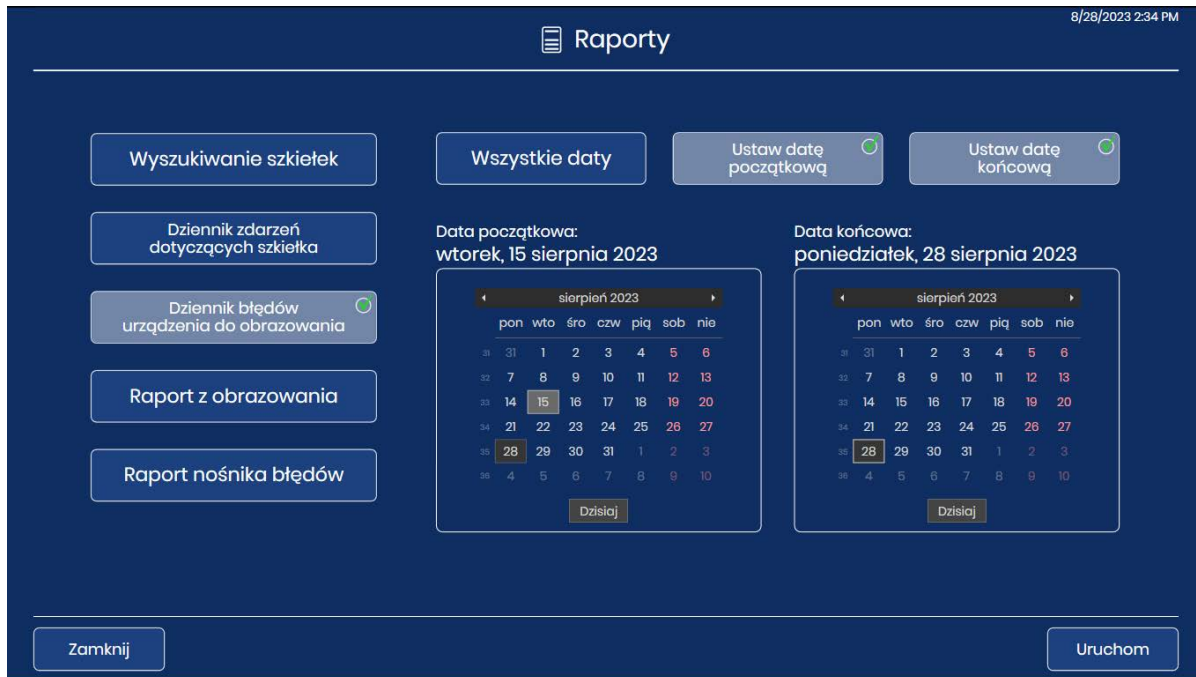 8/28/2023 2:34 PM
Raporty
Wyszukiwanie szkiełek
Dziennik zdarzeń
dotyczących szkiełka
Dziennik błędów
urządzenia do obrazowania
Raport z obrazowania
Raport nośnika błędów
Wszystkie daty
Ustaw datę
początkową
Ustaw datę
końcową
Data początkowa:
wtorek, 15 sierpnia 2023
sierpień 2023
pon wto śro czw pią sob nie
31 31 1 2 3 4 5 6
32 7 8 9 10 11 12 13
33 14 15 16 17 18 19 20
34 21 22 23 24 25 26 27
35 28 29 30 31 1 2 3
36 4 5 6 7 8 9 10
Dzisiaj
Data końcowa:
poniedziałek, 28 sierpnia 2023
sierpień 2023
pon wto śro czw pią sob nie
31 31 1 2 3 4 5 6
32 7 8 9 10 11 12 13
33 14 15 16 17 18 19 20
34 21 22 23 24 25 26 27
35 28 29 30 31 1 2 3
36 4 5 6 7 8 9 10
Dzisiaj
Zamknij
Uruchom